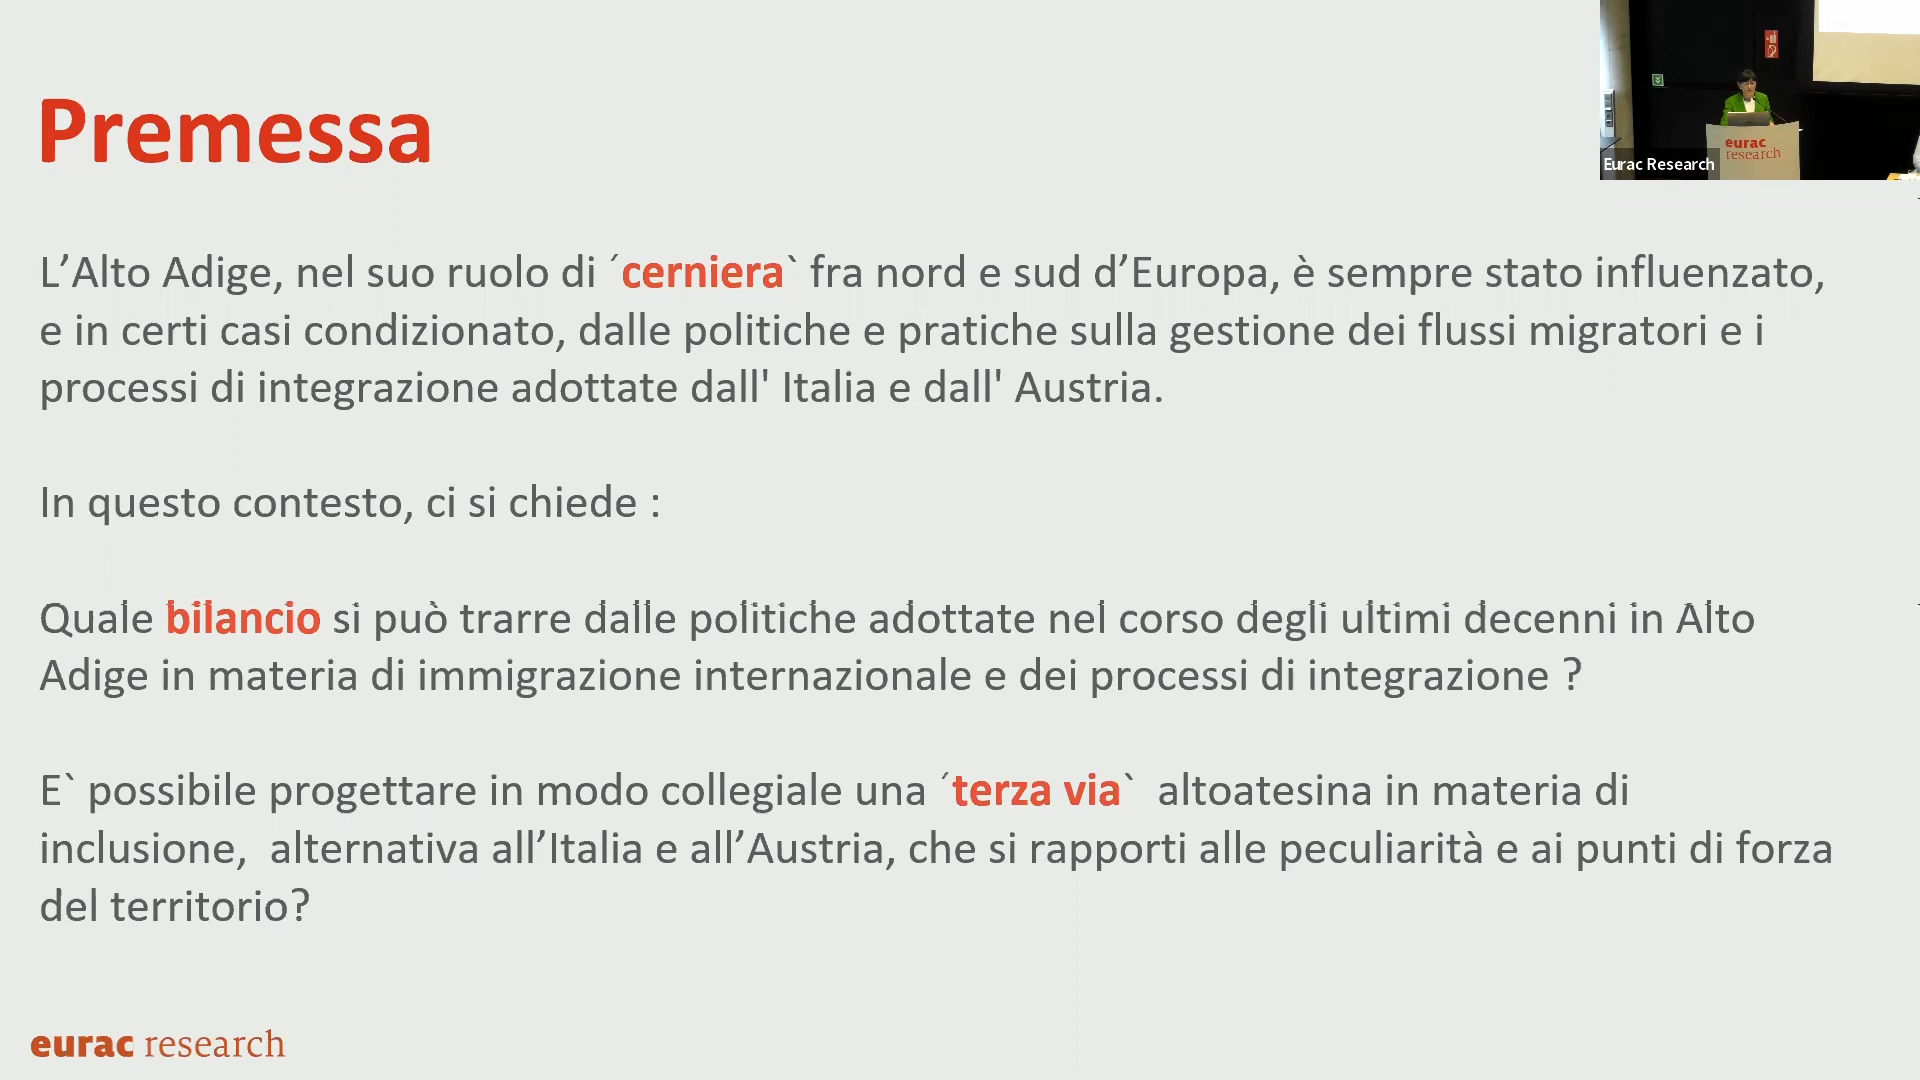 Premessa
L’Alto Adige, nel suo ruolo di ´cerniera` fra nord e sud d’Europa, è sempre stato influenzato,
e in certi casi condizionato, dalle politiche e pratiche sulla gestione dei flussi migratori e i
processi di integrazione adottate dall' Italia e dall' Austria.
In questo contesto, ci si chiede :
Quale bilancio si può trarre dalle politiche adottate nel corso degli ultimi decenni in Alto
Adige in materia di immigrazione internazionale e dei processi di integrazione ?
E` possibile progettare in modo collegiale una ´terza via`  altoatesina in materia di
inclusione,  alternativa all’Italia e all’Austria, che si rapporti alle peculiarità e ai punti di forza
del territorio?
eurac research
eurac
research
Eurac Research